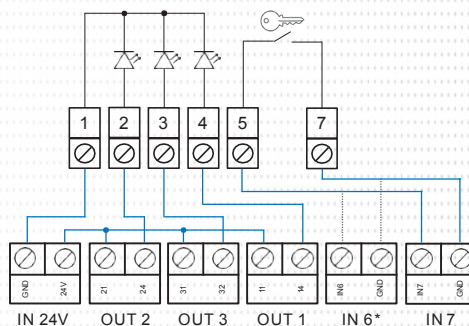 1 2 3 4 5 7
GND 24V 21 24 31 32 11 14 IN6 GND IN7 GND
IN 24V OUT 2 OUT 3 OUT 1 IN 6* IN 7